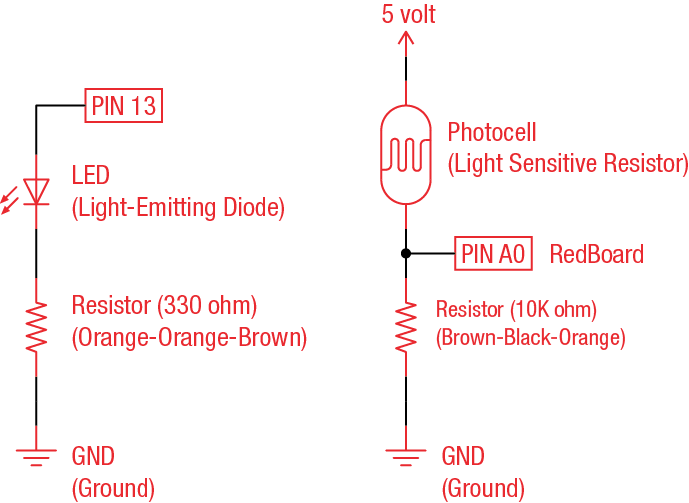 PIN 13
LED
(Light-Emitting Diode)
Resistor (330 ohm)
(Orange-Orange-Brown)
GND
(Ground)
5 volt
Photocell
(Light Sensitive Resistor)
PIN A0 RedBoard
Resistor (10K ohm)
(Brown-Black-Orange)
GND
(Ground)